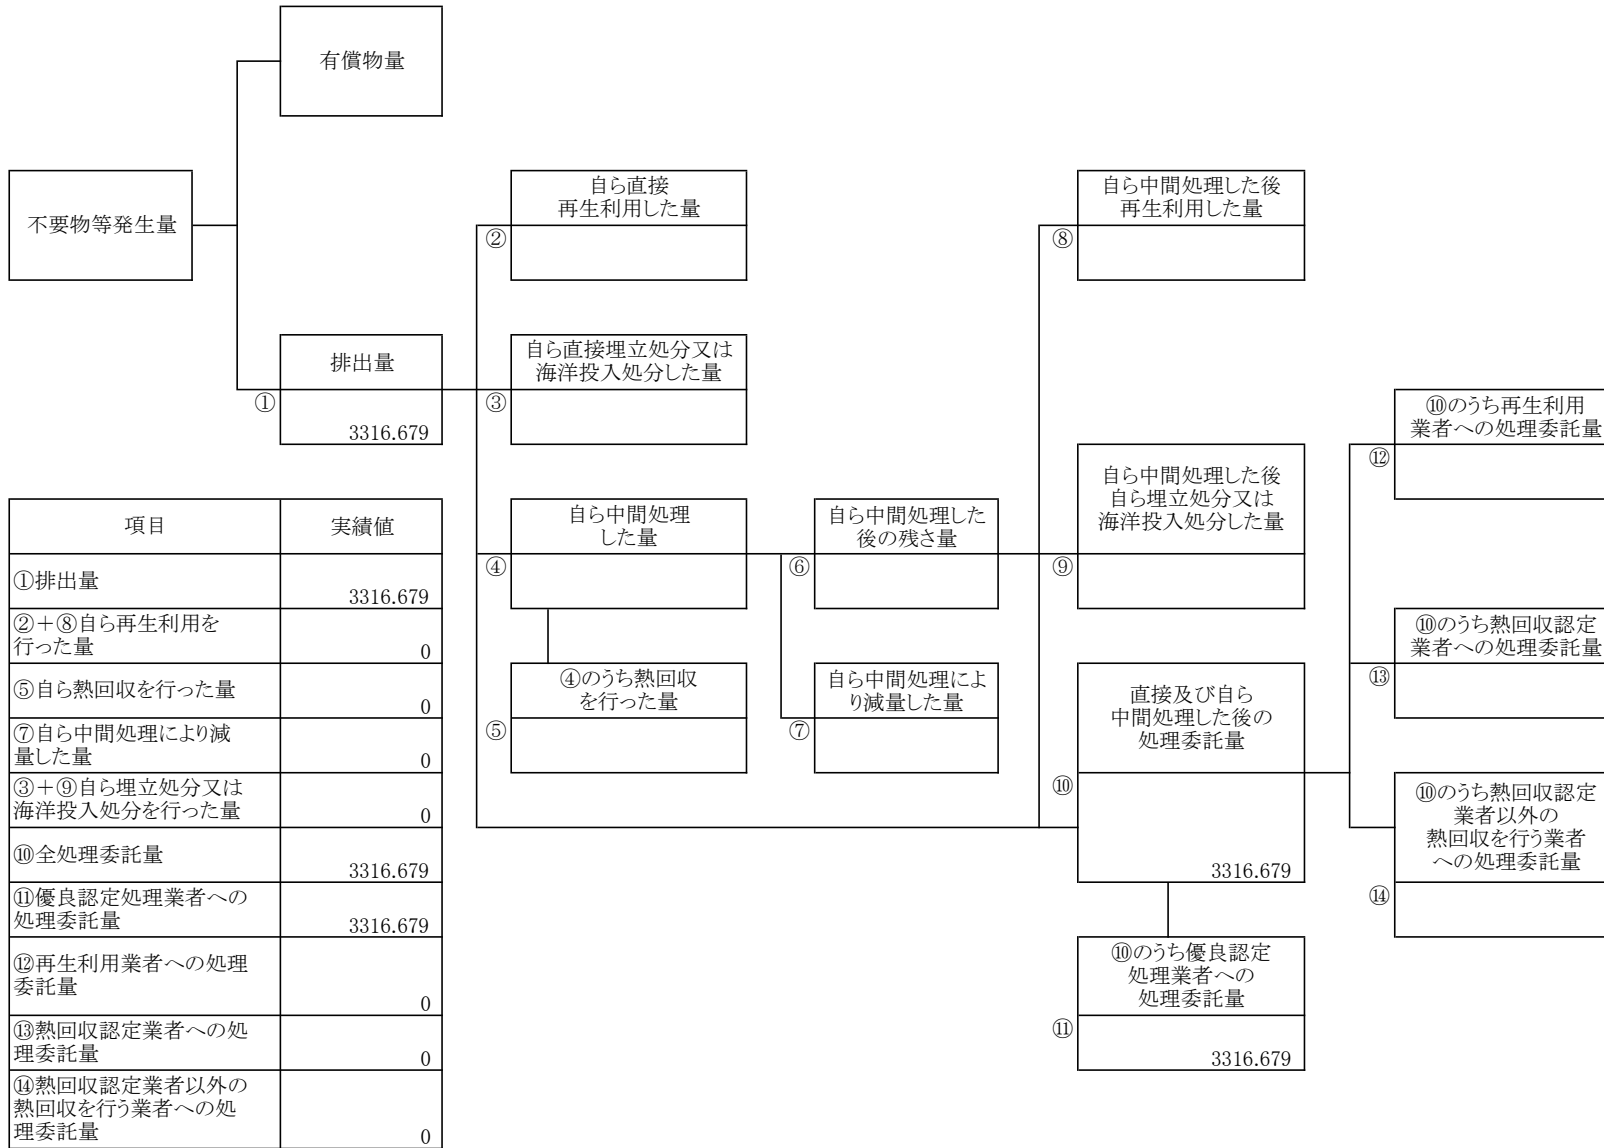 有償物量
不要物等発生量
排出量
①
3316.679
自ら直接
再生利用した量
②
自ら直接埋立処分又は
海洋投入処分した量
③
自ら中間処理
した量
④
④のうち熱回収
を行った量
⑤
自ら中間処理した
後の残さ量
⑥
自ら中間処理によ
り減量した量
⑦
自ら中間処理した後
再生利用した量
⑧
自ら中間処理した後
自ら埋立処分又は
海洋投入処分した量
⑨
直接及び自ら
中間処理した後の
処理委託量
⑩
3316.679
⑩のうち優良認定
処理業者への
処理委託量
⑪
3316.679
⑩のうち再生利用
業者への処理委託量
⑫
⑩のうち熱回収認定
業者への処理委託量
⑬
⑩のうち熱回収認定
業者以外の
熱回収を行う業者
への処理委託量
⑭
項目 実績値
①排出量
3316.679
②＋⑧自ら再生利用を
行った量
0
⑤自ら熱回収を行った量
0
⑦自ら中間処理により減
量した量
0
③＋⑨自ら埋立処分又は
海洋投入処分を行った量
0
⑩全処理委託量
3316.679
⑪優良認定処理業者への
処理委託量
3316.679
⑫再生利用業者への処理
委託量
0
⑬熱回収認定業者への処
理委託量
0
⑭熱回収認定業者以外の
熱回収を行う業者への処
理委託量
0